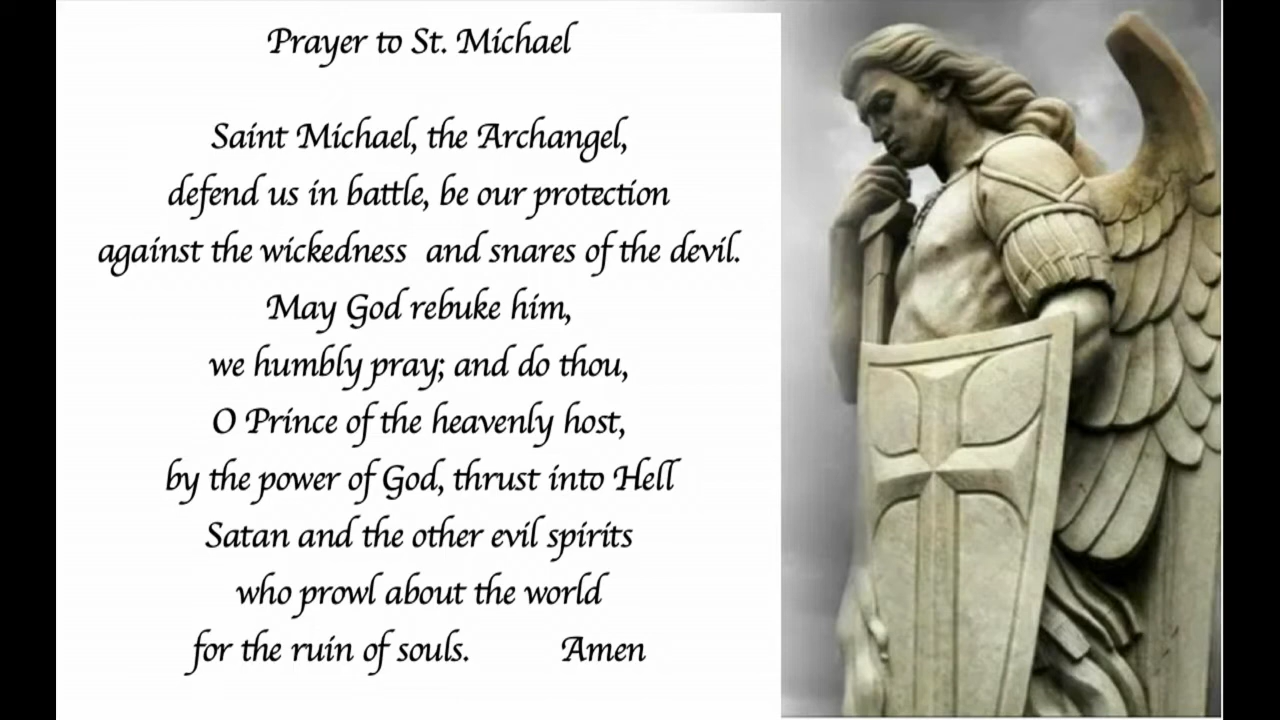 Prayer to St. Michael
Saint Michael, the Archangel,
defend us in battle, be our protection
against the wickedness and snares of the devil.
May God rebuke him,
we humbly pray; and do thou,
O Prince of the heavenly host,
by the power of God, thrust into Hell
Satan and the other evil spirits
who prowl about the world
for the ruin of souls. Amen